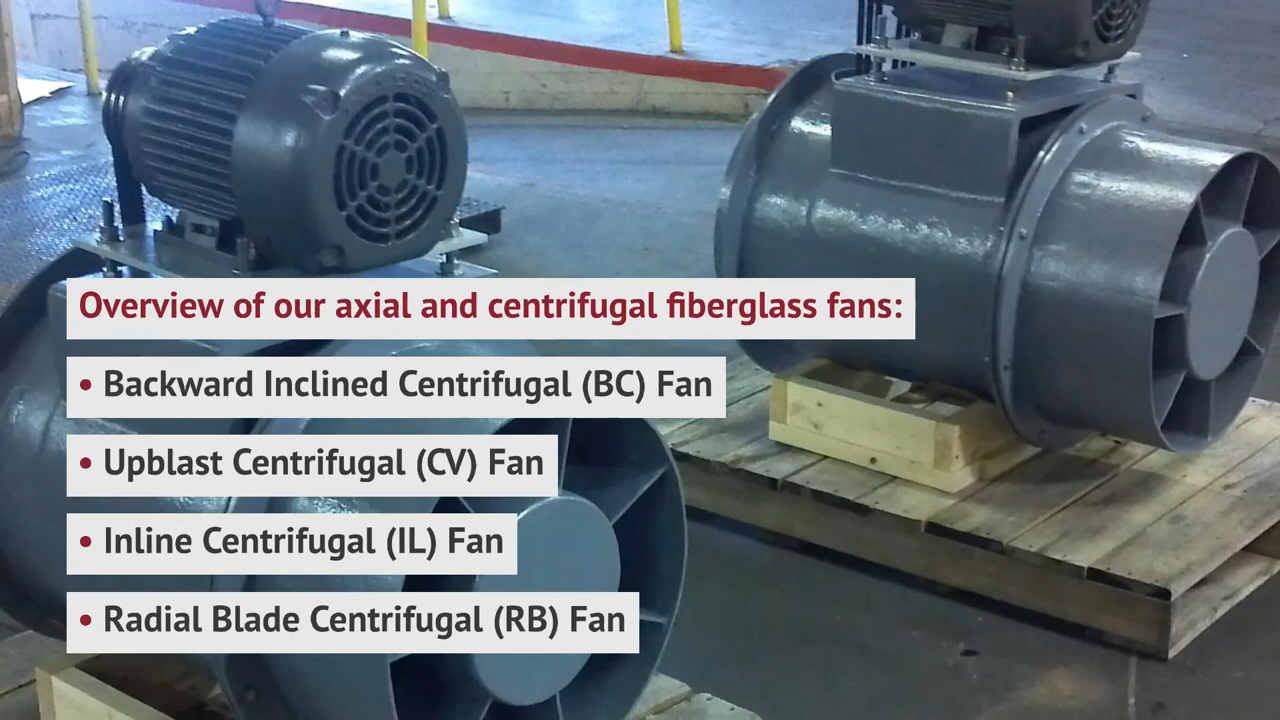 Overview of our axial and centrifugal fiberglass fans:
• Backward Inclined Centrifugal (BC) Fan
• Upblast Centrifugal (CV) Fan
• Inline Centrifugal (IL) Fan
• Radial Blade Centrifugal (RB) Fan